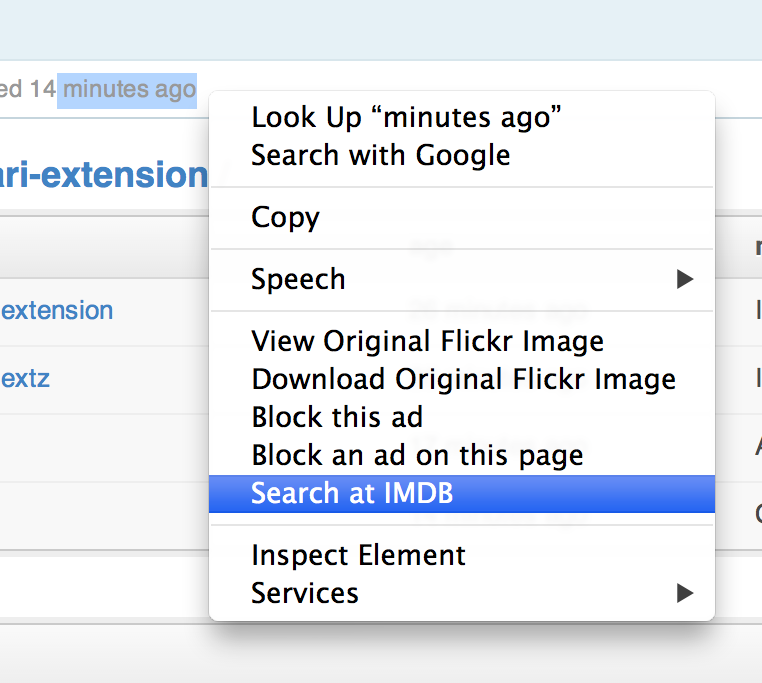 ed 14 minutes ago
Look Up “minutes ago”
ari-extension
Search with Google
Copy
Speech
extension
View Original Flickr Image
extz
Download Original Flickr Image
Block this ad
Block an ad on this page
Search at IMDB
Inspect Element
Services